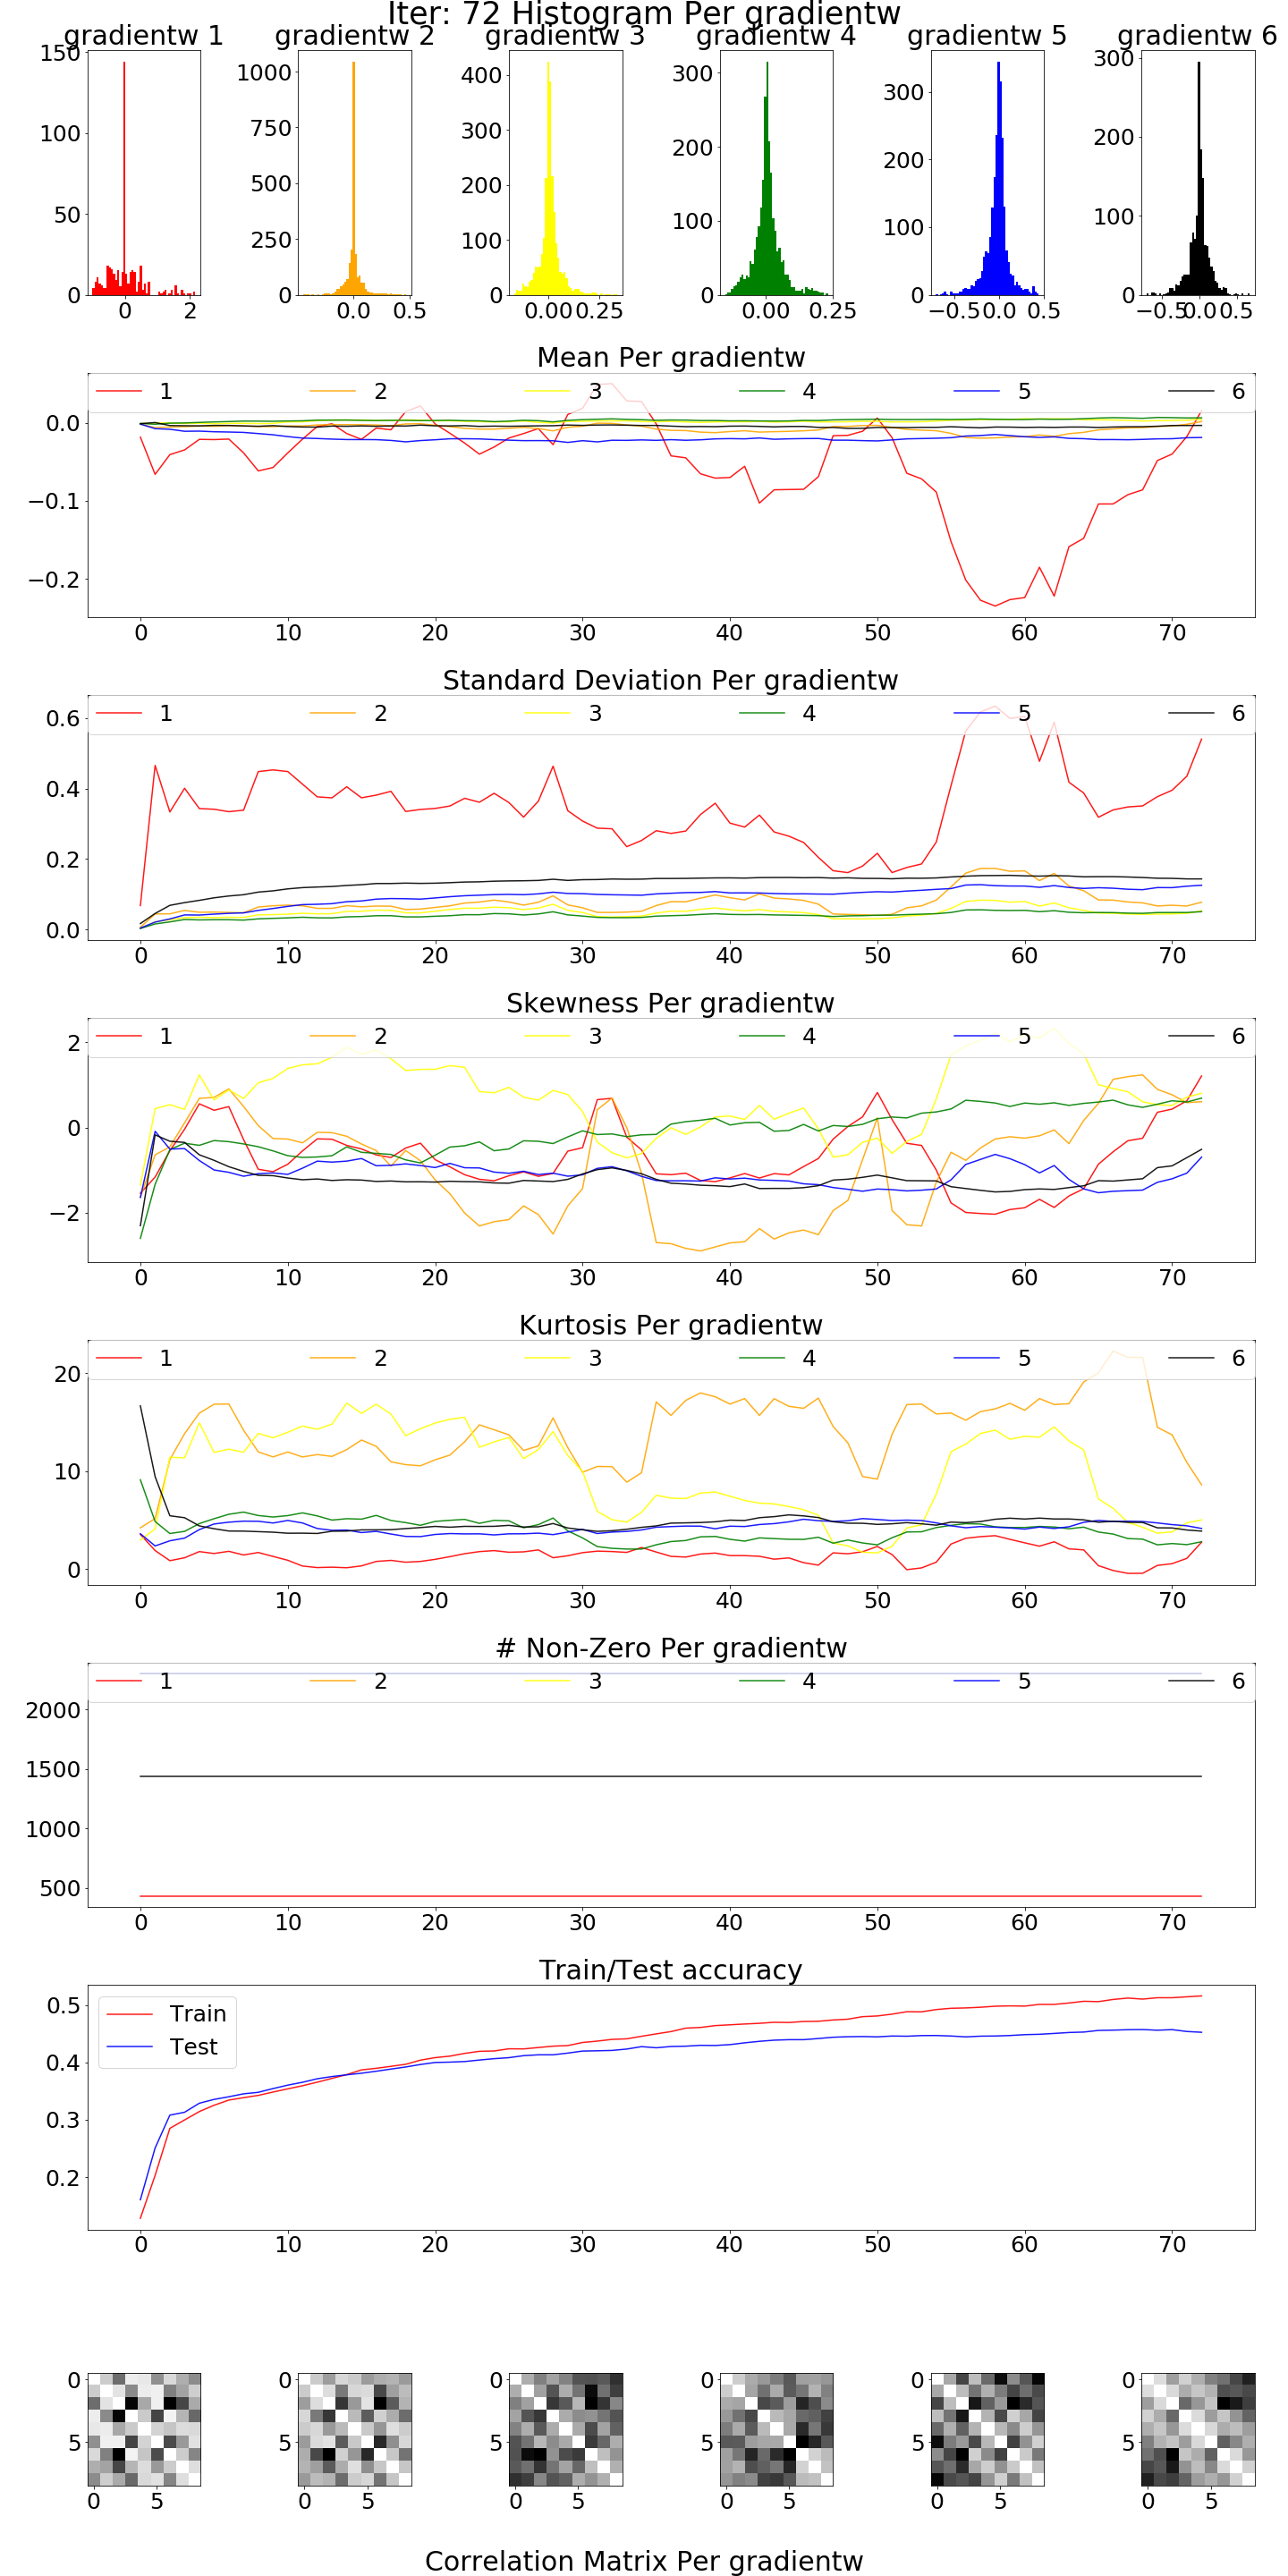 Iter: 72 Histogram Per gradientw
gradientw 1 gradientw 2 gradientw 3 gradientw 4 gradientw 5 gradientw 6
150
100
50
0
0 2
1000
750
500
250
0
0.0 0.5
400
300
200
100
0
0.00 0.25
300
200
100
0
0.00 0.25
300
200
100
0
−0.5 0.0 0.5
300
200
100
0
−0.5 0.0 0.5
Mean Per gradientw
1 2 3 4 5 6
0.0
−0.1
−0.2
0 10 20 30 40 50 60 70
Standard Deviation Per gradientw
1 2 3 4 5 6
0.6
0.4
0.2
0.0
0 10 20 30 40 50 60 70
Skewness Per gradientw
1 2 3 4 5 6
2
0
−2
0 10 20 30 40 50 60 70
Kurtosis Per gradientw
1 2 3 4 5 6
20
10
0
0 10 20 30 40 50 60 70
# Non-Zero Per gradientw
1 2 3 4 5 6
2000
1500
1000
500
0 10 20 30 40 50 60 70
Train/Test accuracy
Train
Test
0.5
0.4
0.3
0.2
0 10 20 30 40 50 60 70
0
5
0 5
0
5
0 5
0
5
0 5
0
5
0 5
0
5
0 5
0
5
0 5
Correlation Matrix Per gradientw